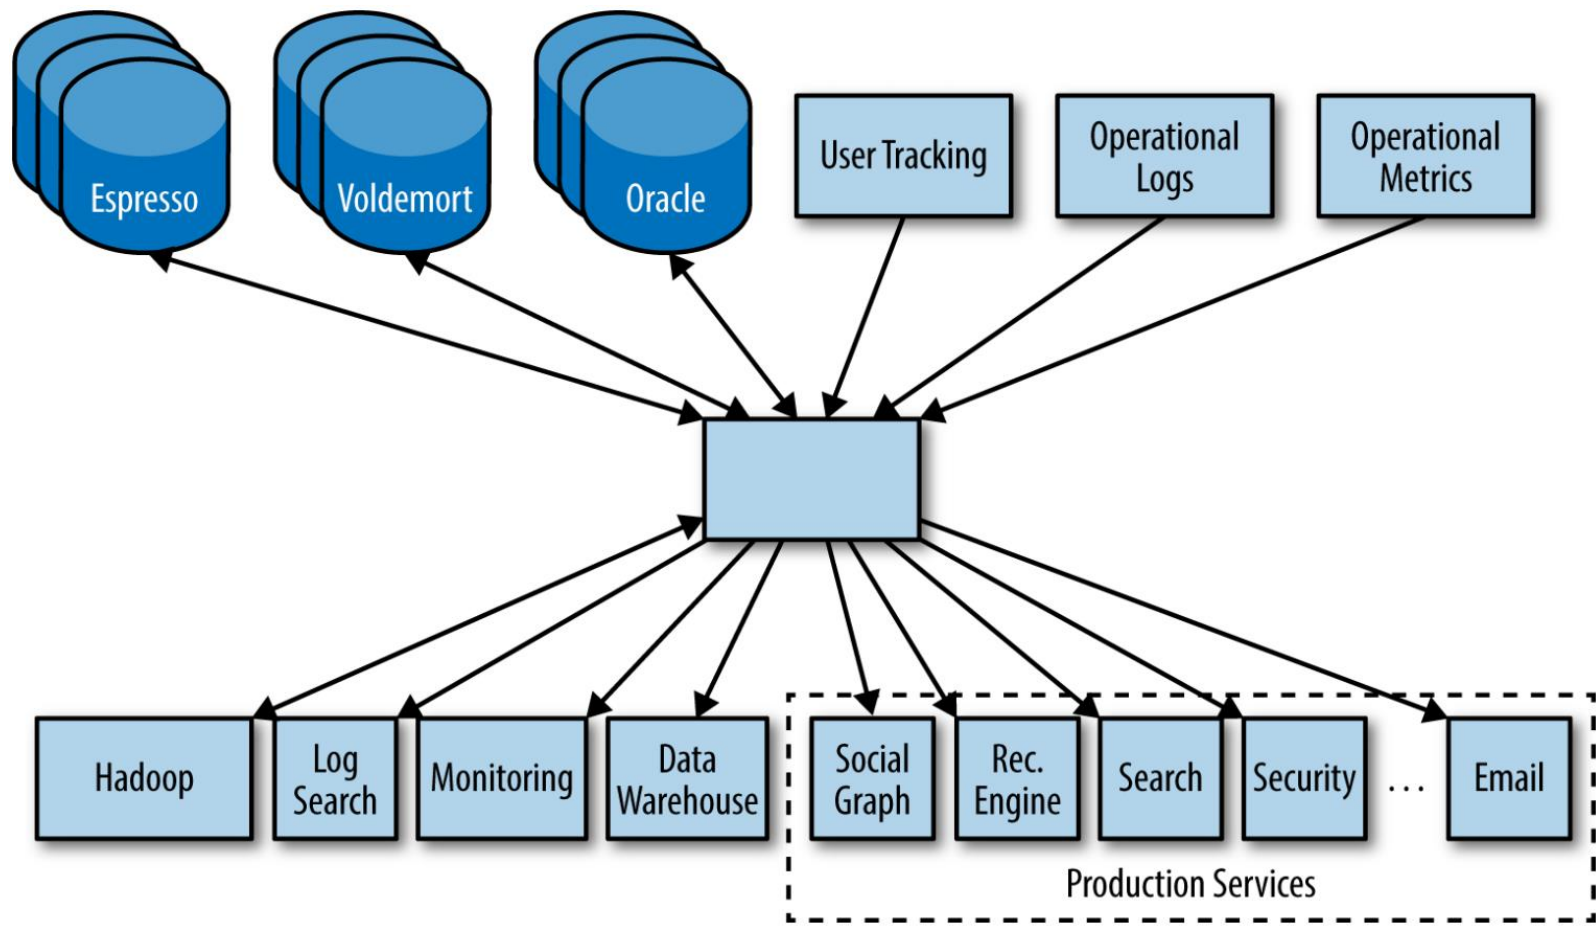 Espresso
Voldemort
Oracle
User Tracking
Operational
Logs
Operational
Metrics
Hadoop
Log
Search
Monitoring
Data
Warehouse
Social
Graph
Rec.
Engine
Search
Security
...
Email
Production Services